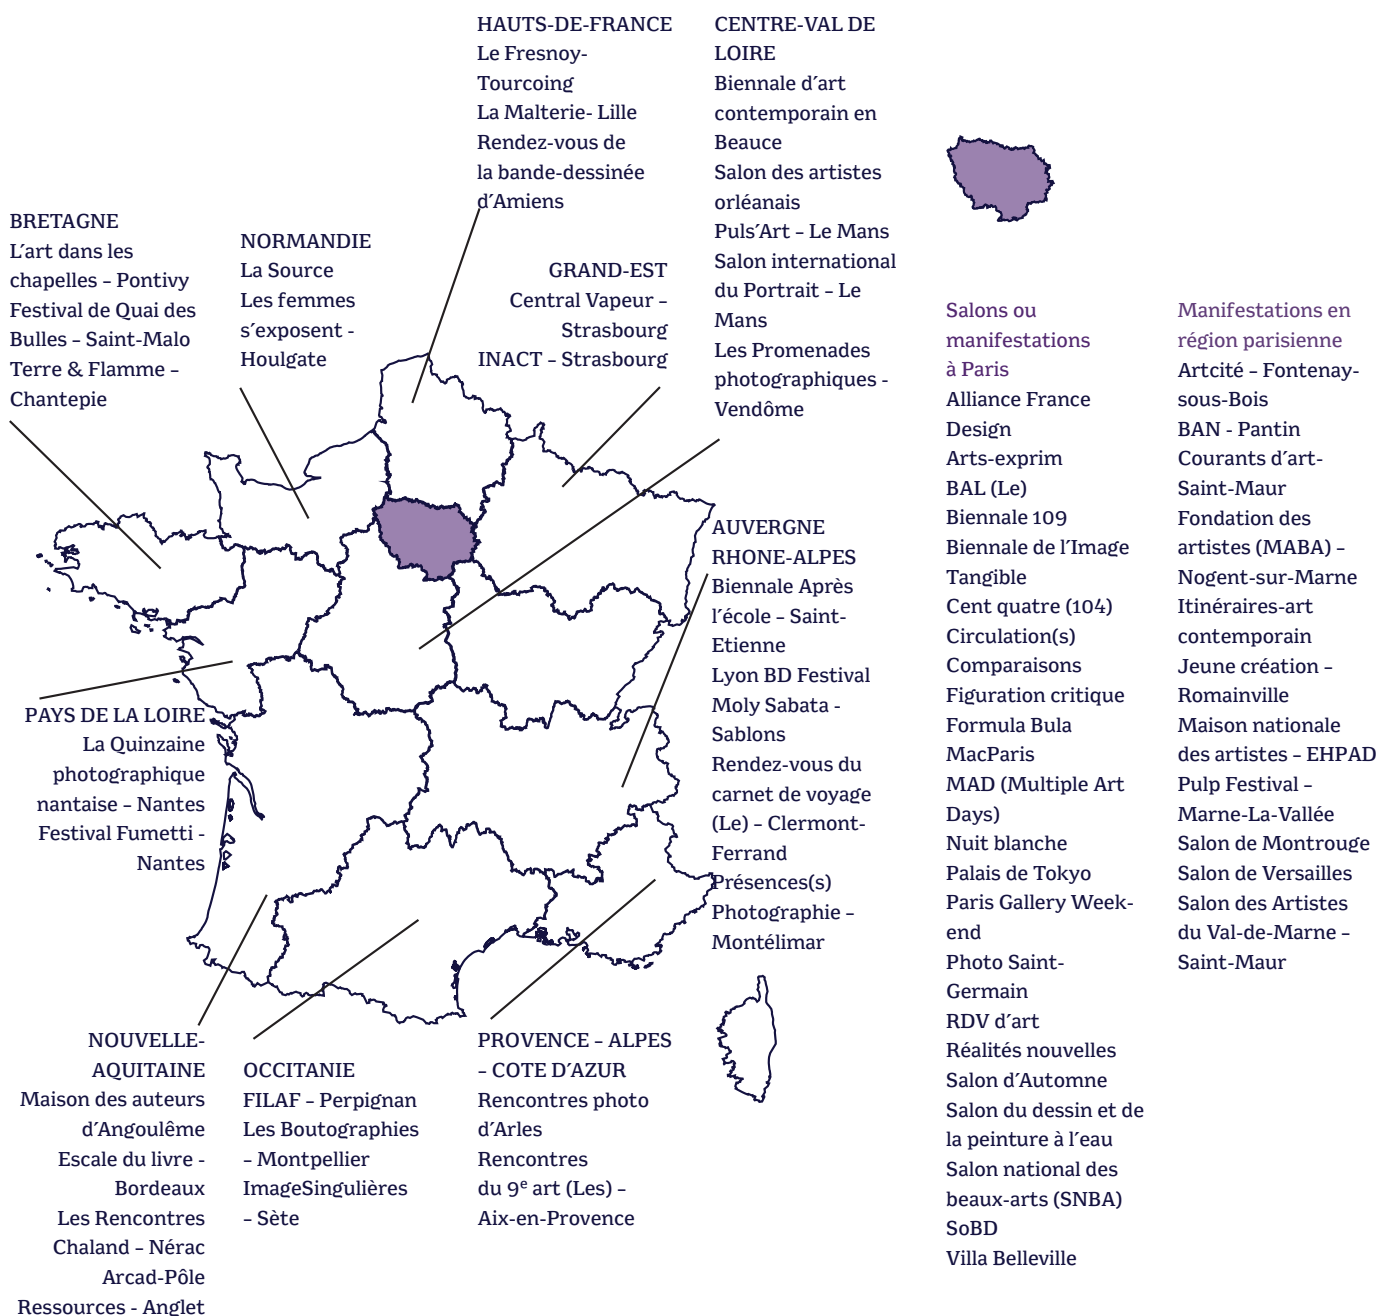 HAUTS-DE-FRANCE
Le Fresnoy-
Tourcoing
La Malterie- Lille
Rendez-vous de
la bande-dessinée
d’Amiens
CENTRE-VAL DE
LOIRE
Biennale d’art
contemporain en
Beauce
Salon des artistes
orléanais
Puls’Art – Le Mans
Salon international
du Portrait – Le
Mans
Les Promenades
photographiques -
Vendôme
BRETAGNE
L’art dans les
chapelles – Pontivy
Festival de Quai des
Bulles – Saint-Malo
Terre & Flamme –
Chantepie
NORMANDIE
La Source
Les femmes
s’exposent -
Houlgate
GRAND-EST
Central Vapeur –
Strasbourg
INACT – Strasbourg
AUVERGNE
RHONE-ALPES
Biennale Après
l’école – Saint-
Etienne
Lyon BD Festival
Moly Sabata -
Sablons
Rendez-vous du
carnet de voyage
(Le) – Clermont-
Ferrand
Présences(s)
Photographie –
Montélimar
PAYS DE LA LOIRE
La Quinzaine
photographique
nantaise – Nantes
Festival Fumetti -
Nantes
NOUVELLE-
AQUITAINE
Maison des auteurs
d’Angoulême
Escale du livre -
Bordeaux
Les Rencontres
Chaland – Nérac
Arcad-Pôle
Ressources - Anglet
OCCITANIE
FILAF – Perpignan
Les Boutographies
– Montpellier
ImageSingulières
– Sète
PROVENCE – ALPES
– COTE D’AZUR
Rencontres photo
d’Arles
Rencontres
du 9e art (Les) –
Aix-en-Provence
Salons ou
manifestations
à Paris
Alliance France
Design
Arts-exprim
BAL (Le)
Biennale 109
Biennale de l’Image
Tangible
Cent quatre (104)
Circulation(s)
Comparaisons
Figuration critique
Formula Bula
MacParis
MAD (Multiple Art
Days)
Nuit blanche
Palais de Tokyo
Paris Gallery Week-
end
Photo Saint-
Germain
RDV d’art
Réalités nouvelles
Salon d’Automne
Salon du dessin et de
la peinture à l’eau
Salon national des
beaux-arts (SNBA)
SoBD
Villa Belleville
Manifestations en
région parisienne
Artcité – Fontenay-
sous-Bois
BAN - Pantin
Courants d’art-
Saint-Maur
Fondation des
artistes (MABA) –
Nogent-sur-Marne
Itinéraires-art
contemporain
Jeune création –
Romainville
Maison nationale
des artistes – EHPAD
Pulp Festival –
Marne-La-Vallée
Salon de Montrouge
Salon de Versailles
Salon des Artistes
du Val-de-Marne –
Saint-Maur